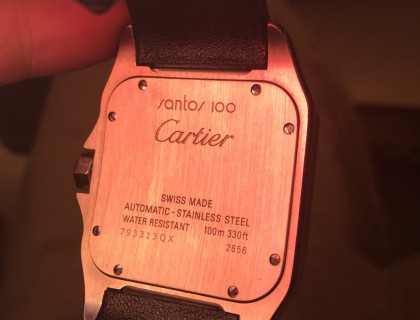 santos 100
Cartier
SWISS MADE
AUTOMATIC - STAINLESS STEEL
WATER RESISTANT 100m 330ft
793313QX 2656